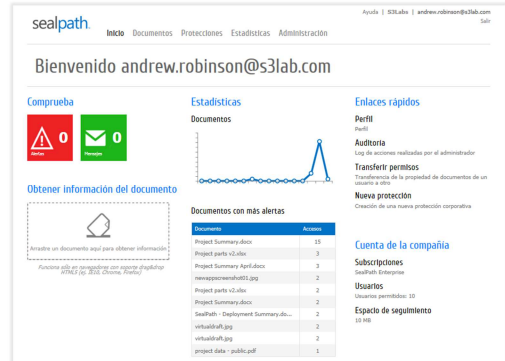 Ayuda | S3Labs | andrew.robinson@s3lab.com
Salir
sealpath
Inicio Documentos Protecciones Estadísticas Administración
Bienvenido andrew.robinson@s3lab.com
Comprueba
0
Alertas
0
Mensajes
Obtener información del documento
Arrastre un documento aquí para obtener información
Funciona sólo en navegadores con soporte drag&drop
HTML5 (ej. IE10, Chrome, Firefox)
Estadísticas
Documentos
Documentos con más alertas
Documento Accesos
Project Summary.docx 15
Project parts v2.xlsx 3
Project Summary April.docx 3
newappscreenshot01.jpg 2
Project parts v2.xlsx 2
Project Summary.docx 2
SealPath - Deployment Summary.do... 2
virtualdraft.jpg 2
virtualdraft.jpg 2
project data - public.pdf 1
Enlaces rápidos
Perfil
Perfil
Auditoria
Log de acciones realizadas por el administrador
Transferir permisos
Transferencia de la propiedad de documentos de un
usuario a otro
Nueva protección
Creación de una nueva protección corporativa
Cuenta de la compañia
Subscripciones
SealPath Enterprise
Usuarios
Usuarios permitidos: 10
Espacio de seguimiento
10 MB